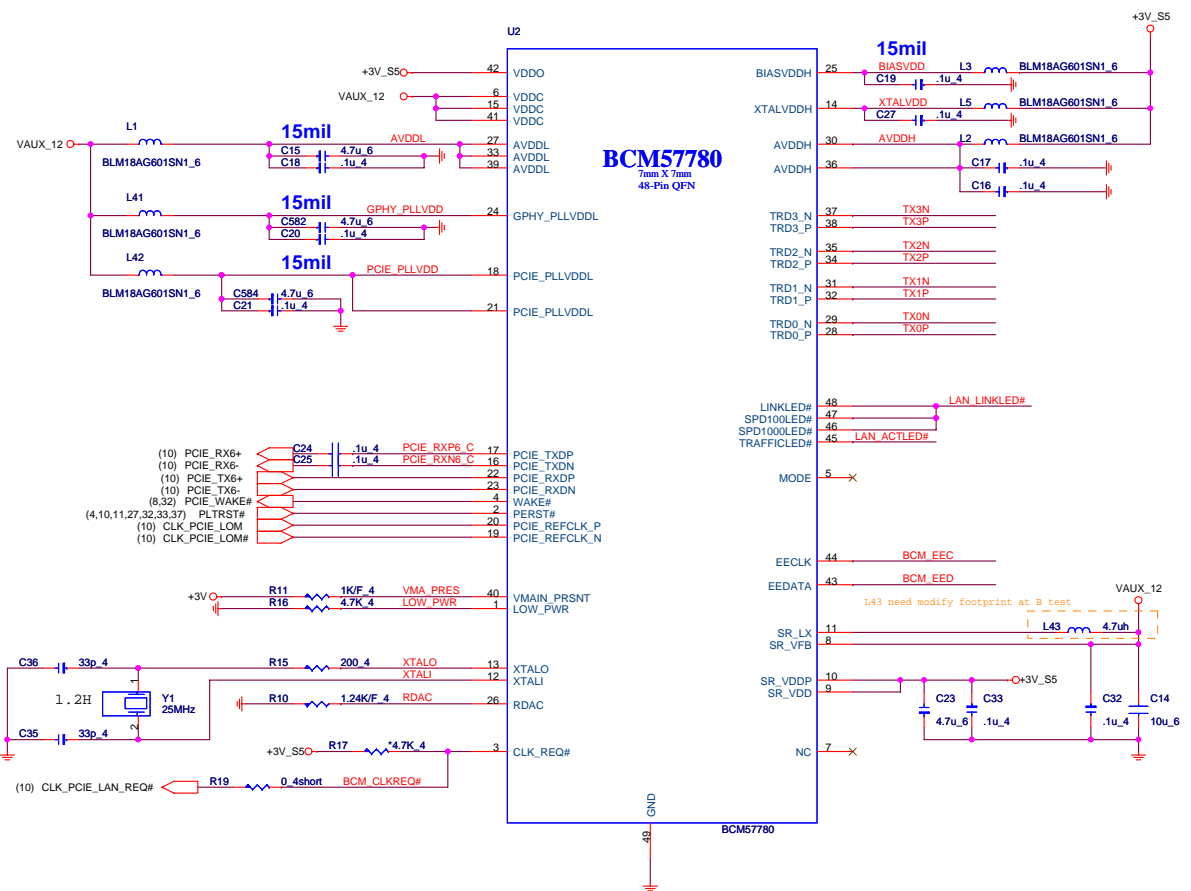 U2
+3V_S5
15mil
+3V_S5 42 VDDO
BIASVDDH 25 BIASVDD L3 BLM18AG601SN1_6
C19 .1u_4
VAUX_12 6 VDDC
15 VDDC
41 VDDC
XTALVDDH 14 XTALVDD L5 BLM18AG601SN1_6
C27 .1u_4
L1
15mil
VAUX_12 AVDDL 27 AVDDL
BLM18AG601SN1_6
C15 4.7u_6 33 AVDDL
C18 .1u_4 39 AVDDL
AVDDH 30 AVDDH L2 BLM18AG601SN1_6
AVDDH 36 C17 .1u_4
C16 .1u_4
BCM57780
7mm X 7mm
48-Pin QFN
L41
15mil
GPHY_PLLVDD 24 GPHY_PLLVDDL
BLM18AG601SN1_6
C582 4.7u_6
C20 .1u_4
TRD3_N 37 TX3N
TRD3_P 38 TX3P
TRD2_N 35 TX2N
TRD2_P 34 TX2P
L42
15mil
PCIE_PLLVDD 18 PCIE_PLLVDDL
BLM18AG601SN1_6
C584 4.7u_6
C21 .1u_4
21 PCIE_PLLVDDL
TRD1_N 31 TX1N
TRD1_P 32 TX1P
TRD0_N 29 TX0N
TRD0_P 28 TX0P
LINKLED# 48 LAN_LINKLED#
SPD100LED# 47
SPD1000LED# 46
TRAFFICLED# 45 LAN_ACTLED#
(10) PCIE_RX6+ C24 .1u_4 PCIE_RXP6_C 17 PCIE_TXDP
(10) PCIE_RX6- C25 .1u_4 PCIE_RXN6_C 16 PCIE_TXDN
(10) PCIE_TX6+ 22 PCIE_RXDP
(10) PCIE_TX6- 23 PCIE_RXDN
(8,32) PCIE_WAKE# 4 WAKE#
(4,10,11,27,32,33,37) PLTRST# 2 PERST#
(10) CLK_PCIE_LOM 20 PCIE_REFCLK_P
(10) CLK_PCIE_LOM# 19 PCIE_REFCLK_N
MODE 5
EECLK 44 BCM_EEC
EEDATA 43 BCM_EED
+3V R11 1K/F_4 VMA_PRES 40 VMAIN_PRSNT
R16 4.7K_4 LOW_PWR 1 LOW_PWR
VAUX_12
L43 need modify footprint at B test
SR_LX 11 L43 4.7uh
SR_VFB 8
C36 33p_4 R15 200_4 XTALO 13 XTALO
XTALI 12 XTALI
1.2H 1 Y1
25MHz
2
R10 1.24K/F_4 RDAC 26 RDAC
C35 33p_4
SR_VDDP 10 +3V_S5
SR_VDD 9
C23 C33 C32 C14
4.7u_6 .1u_4 .1u_4 10u_6
+3V_S5 R17 *4.7K_4 3 CLK_REQ#
NC 7
(10) CLK_PCIE_LAN_REQ# R19 0_4short BCM_CLKREQ#
GND
49
BCM57780